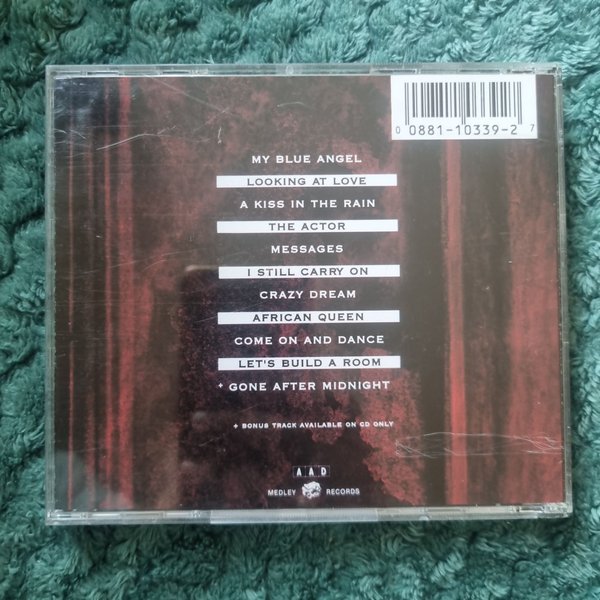 0 0881-10339-2 7
MY BLUE ANGEL
LOOKING AT LOVE
A KISS IN THE RAIN
THE ACTOR
MESSAGES
I STILL CARRY ON
CRAZY DREAM
AFRICAN QUEEN
COME ON AND DANCE
LET'S BUILD A ROOM
+ GONE AFTER MIDNIGHT
+ BONUS TRACK AVAILABLE ON CD ONLY
AAD
MEDLEY RECORDS